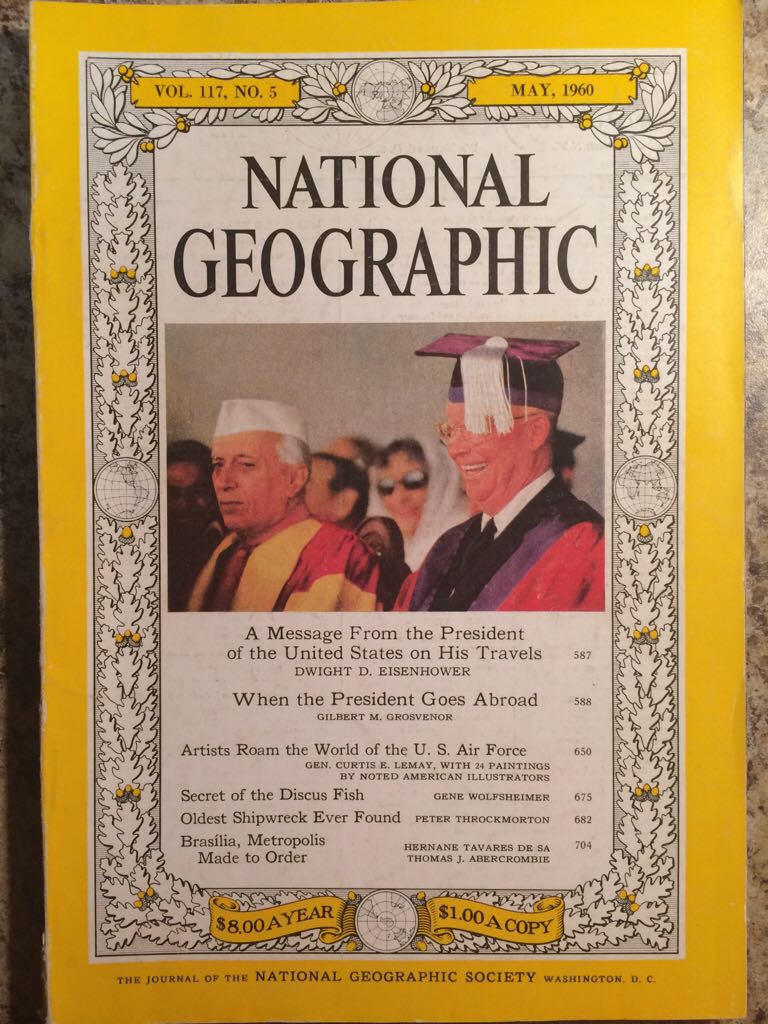 VOL. 117, NO. 5
MAY, 1960
NATIONAL
GEOGRAPHIC
A Message From the President
of the United States on His Travels 587
DWIGHT D. EISENHOWER
When the President Goes Abroad 588
GILBERT M. GROSVENOR
Artists Roam the World of the U. S. Air Force 650
GEN. CURTIS E. LEMAY, WITH 24 PAINTINGS
BY NOTED AMERICAN ILLUSTRATORS
Secret of the Discus Fish GENE WOLFSHEIMER 675
Oldest Shipwreck Ever Found PETER THROCKMORTON 682
Brasília, Metropolis
Made to Order
HERNANE TAVARES DE SA 704
THOMAS J. ABERCROMBIE
$8.00 A YEAR
$1.00 A COPY
THE JOURNAL OF THE NATIONAL GEOGRAPHIC SOCIETY WASHINGTON, D. C.